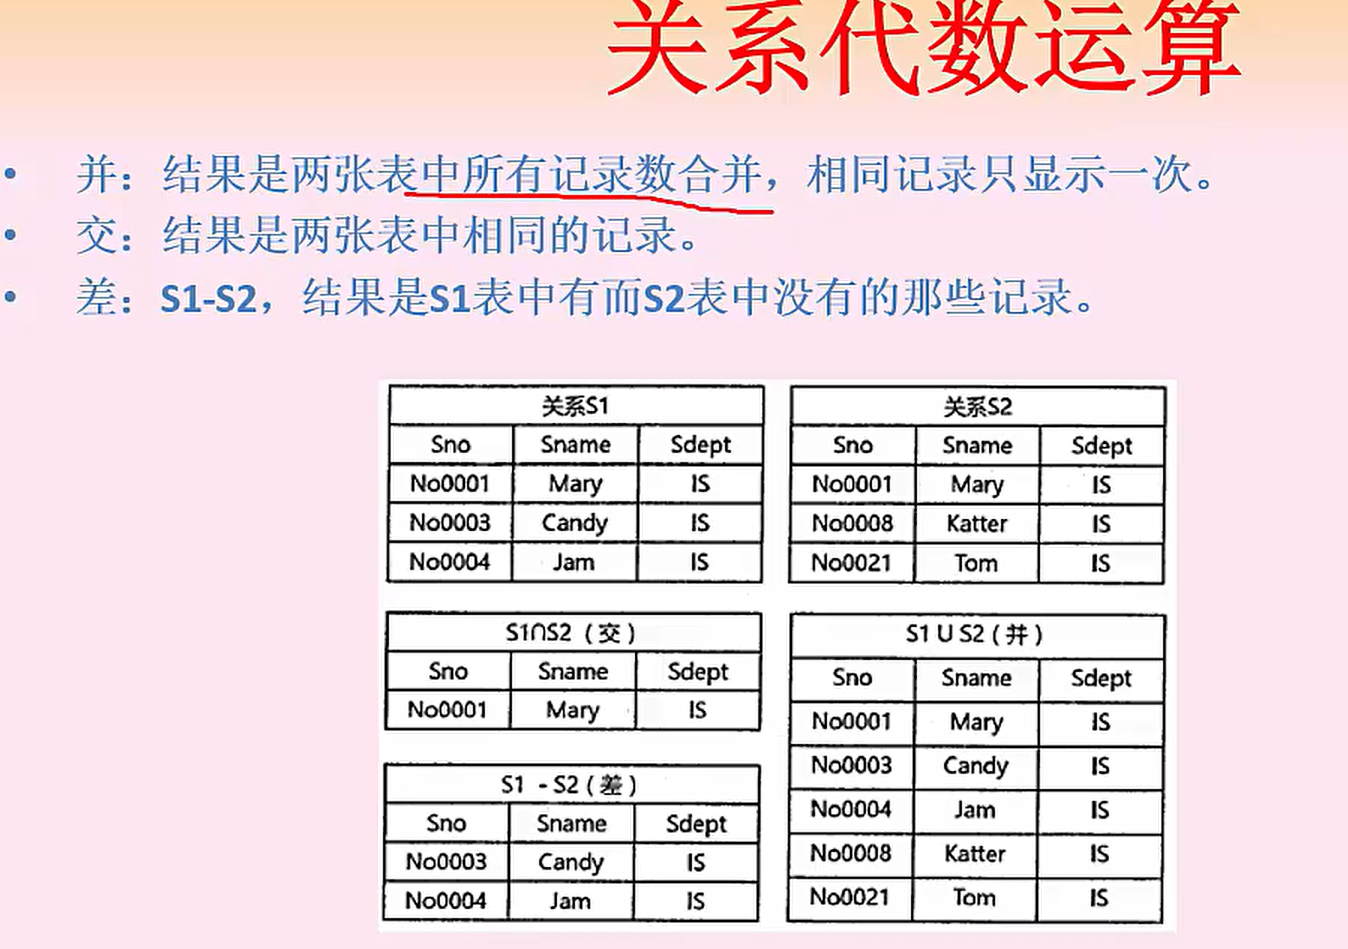 关系代数运算
• 并：结果是两张表中所有记录数合并，相同记录只显示一次。
• 交：结果是两张表中相同的记录。
• 差：S1-S2，结果是S1表中有而S2表中没有的那些记录。
关系S1
Sno Sname Sdept
No0001 Mary IS
No0003 Candy IS
No0004 Jam IS
关系S2
Sno Sname Sdept
No0001 Mary IS
No0008 Katter IS
No0021 Tom IS
S1∩S2（交）
Sno Sname Sdept
No0001 Mary IS
S1 - S2（差）
Sno Sname Sdept
No0003 Candy IS
No0004 Jam IS
S1 U S2（并）
Sno Sname Sdept
No0001 Mary IS
No0003 Candy IS
No0004 Jam IS
No0008 Katter IS
No0021 Tom IS